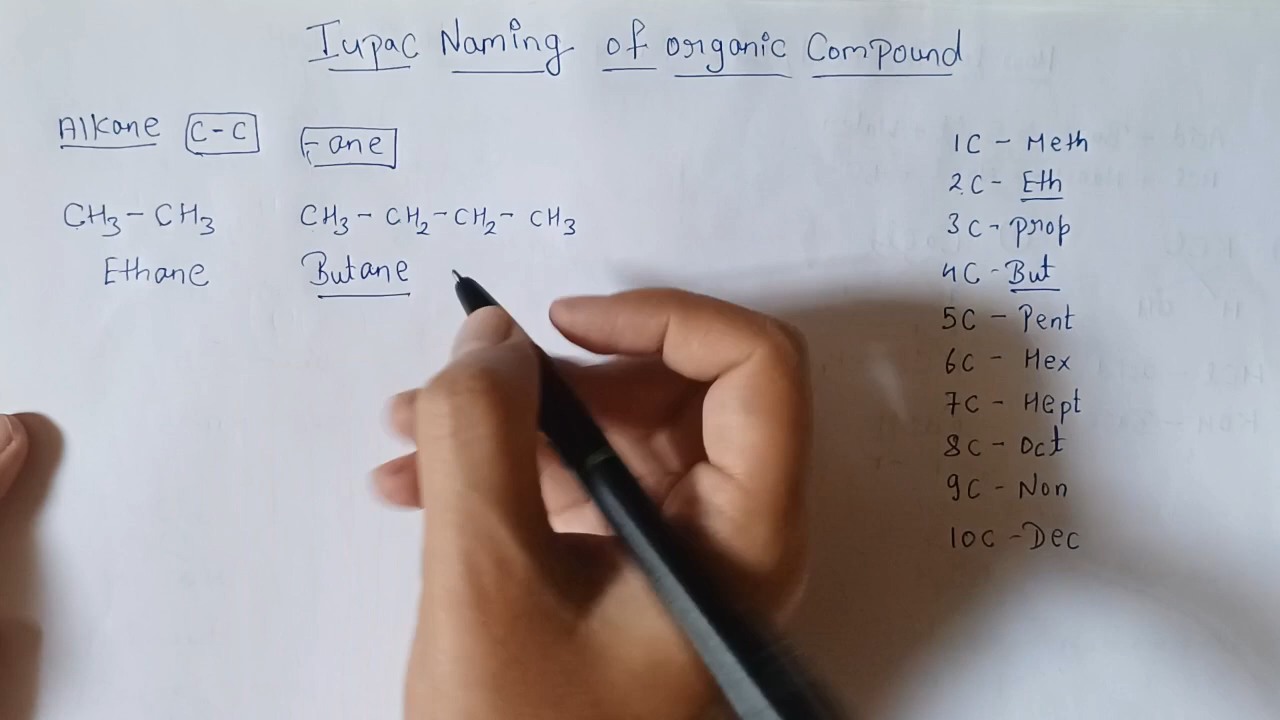 Iupac Naming of organic Compound
Alkane C-C -ane
CH3 - CH3 CH3 - CH2 - CH2 - CH3
Ethane Butane
1C - Meth
2C - Eth
3C - prop
4C - But
5C - Pent
6C - Hex
7C - Hept
8C - Oct
9C - Non
10C - Dec